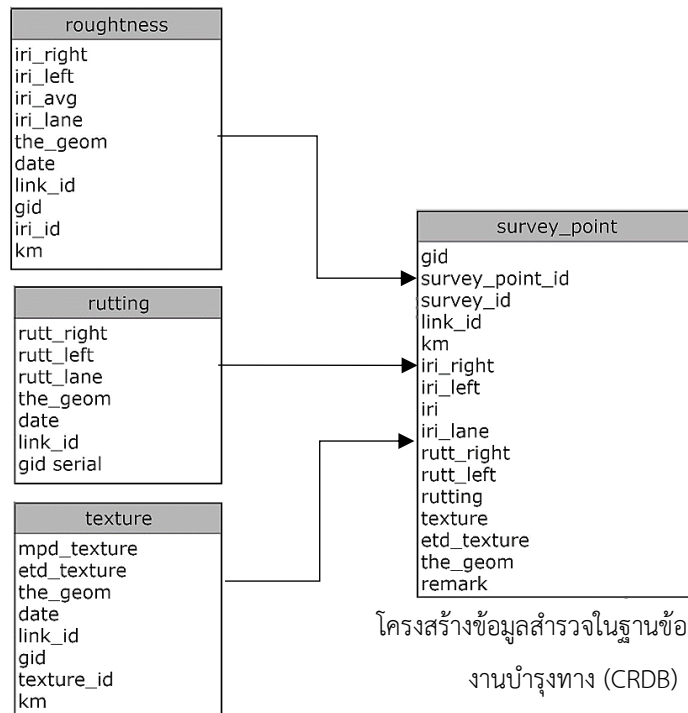 roughtness
iri_right
iri_left
iri_avg
iri_lane
the_geom
date
link_id
gid
iri_id
km
rutting
rutt_right
rutt_left
rutt_lane
the_geom
date
link_id
gid serial
texture
mpd_texture
etd_texture
the_geom
date
link_id
gid
texture_id
km
survey_point
gid
survey_point_id
survey_id
link_id
km
iri_right
iri_left
iri
iri_lane
rutt_right
rutt_left
rutting
texture
etd_texture
the_geom
remark
โครงสร้างข้อมูลสำรวจในฐานข้อ
งานบำรุงทาง (CRDB)